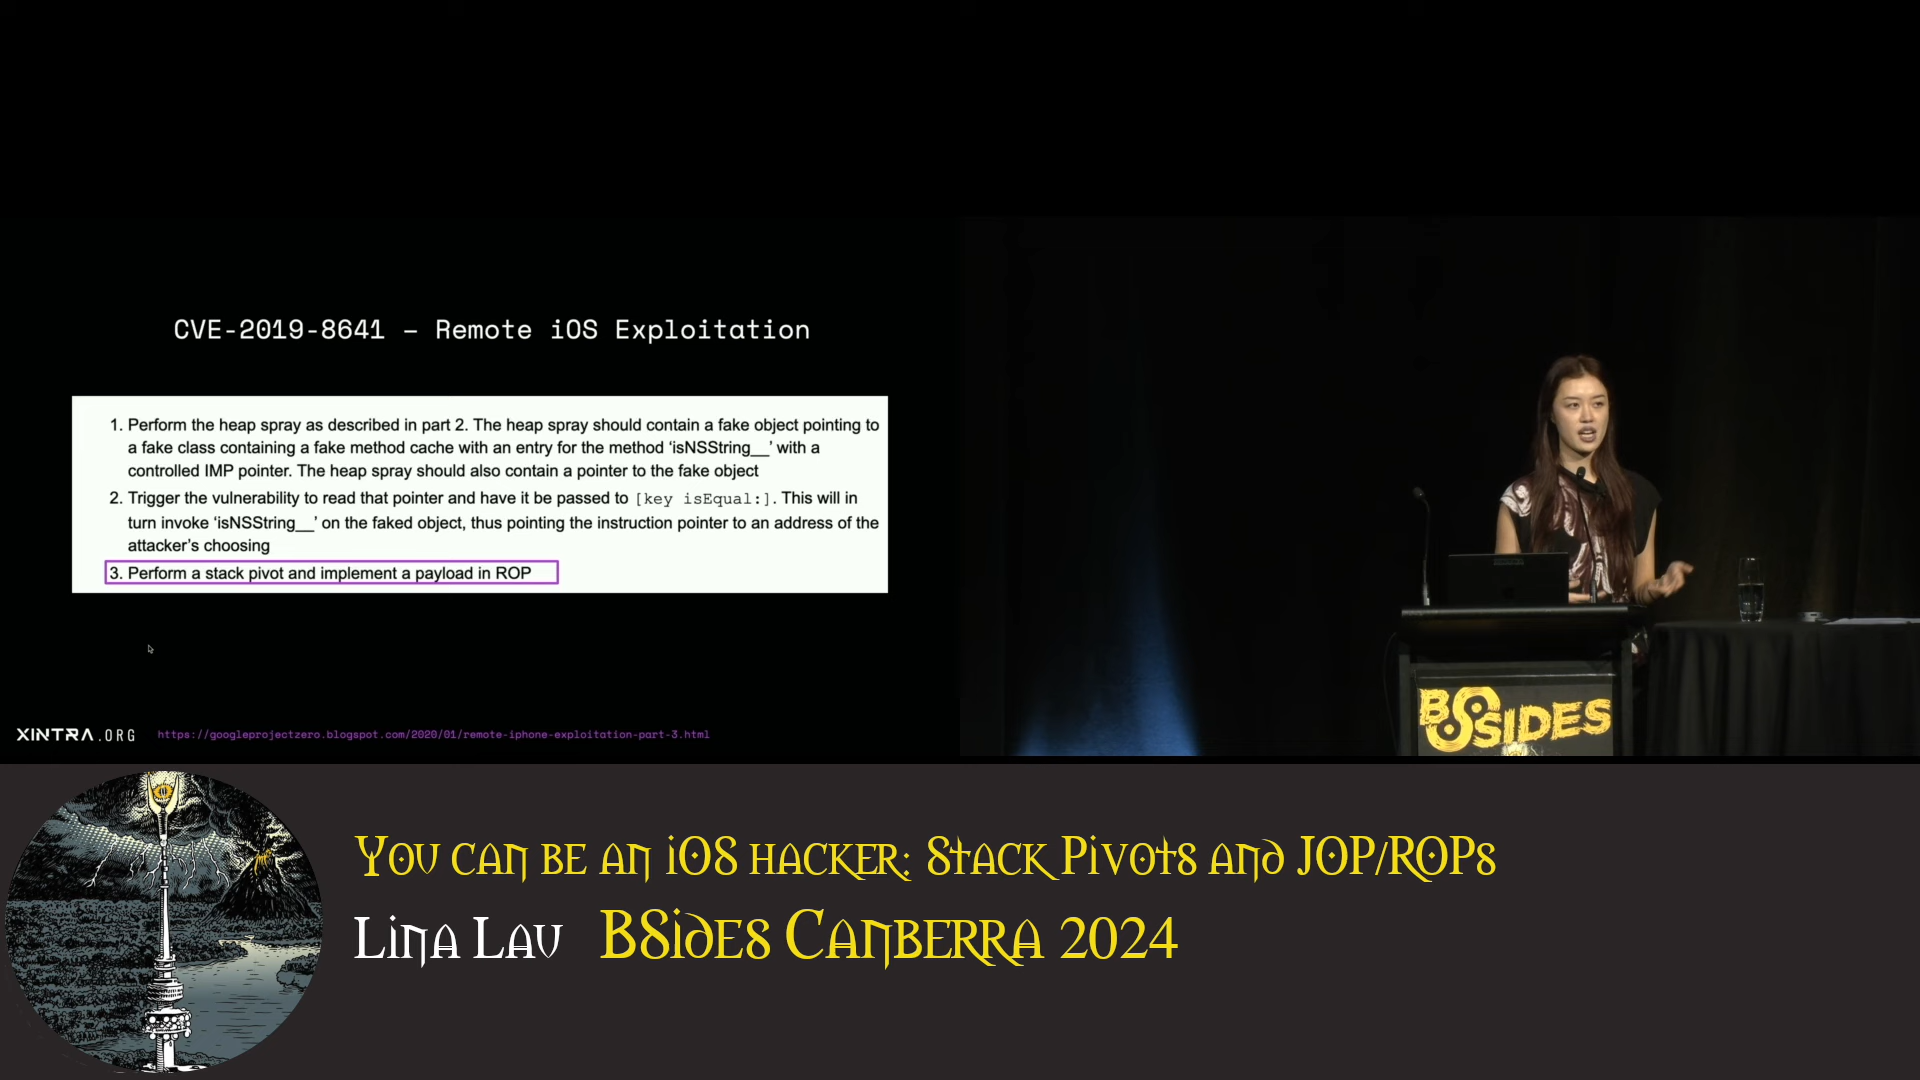 CVE-2019-8641 – Remote iOS Exploitation
1. Perform the heap spray as described in part 2. The heap spray should contain a fake object pointing to
a fake class containing a fake method cache with an entry for the method ‘isNSString__’ with a
controlled IMP pointer. The heap spray should also contain a pointer to the fake object
2. Trigger the vulnerability to read that pointer and have it be passed to [key isEqual:]. This will in
turn invoke ‘isNSString__’ on the faked object, thus pointing the instruction pointer to an address of the
attacker’s choosing
3. Perform a stack pivot and implement a payload in ROP
XINTRA.ORG
https://googleprojectzero.blogspot.com/2020/01/remote-iphone-exploitation-part-3.html
BSIDES
You can be an iOS hacker: Stack Pivots and JOP/ROPs
Lina Lau BSides Canberra 2024